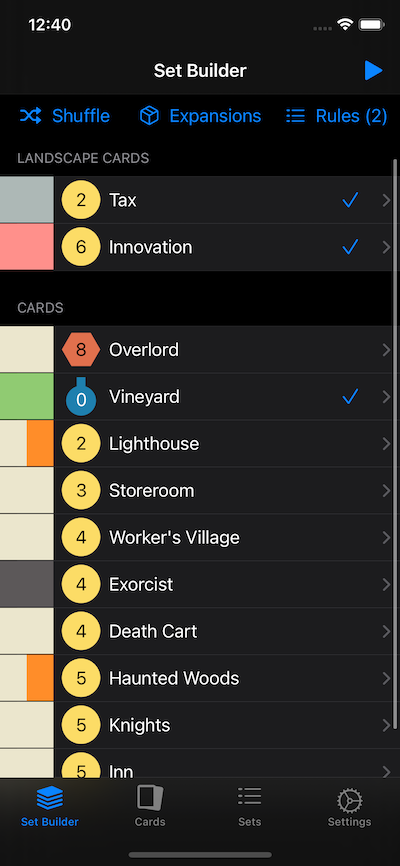 12:40
Set Builder
Shuffle Expansions Rules (2)
LANDSCAPE CARDS
2 Tax
6 Innovation
CARDS
8 Overlord
0 Vineyard
2 Lighthouse
3 Storeroom
4 Worker's Village
4 Exorcist
4 Death Cart
5 Haunted Woods
5 Knights
5 Inn
Set Builder Cards Sets Settings